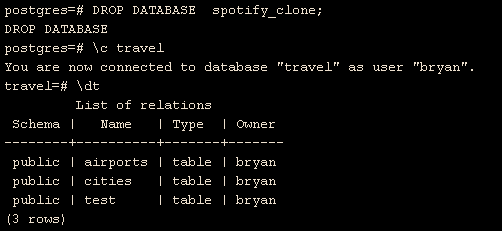 postgres=# DROP DATABASE  spotify_clone;
DROP DATABASE
postgres=# \c travel
You are now connected to database "travel" as user "bryan".
travel=# \dt
         List of relations
 Schema |   Name   | Type  | Owner
--------+----------+-------+-------
 public | airports | table | bryan
 public | cities   | table | bryan
 public | test     | table | bryan
(3 rows)